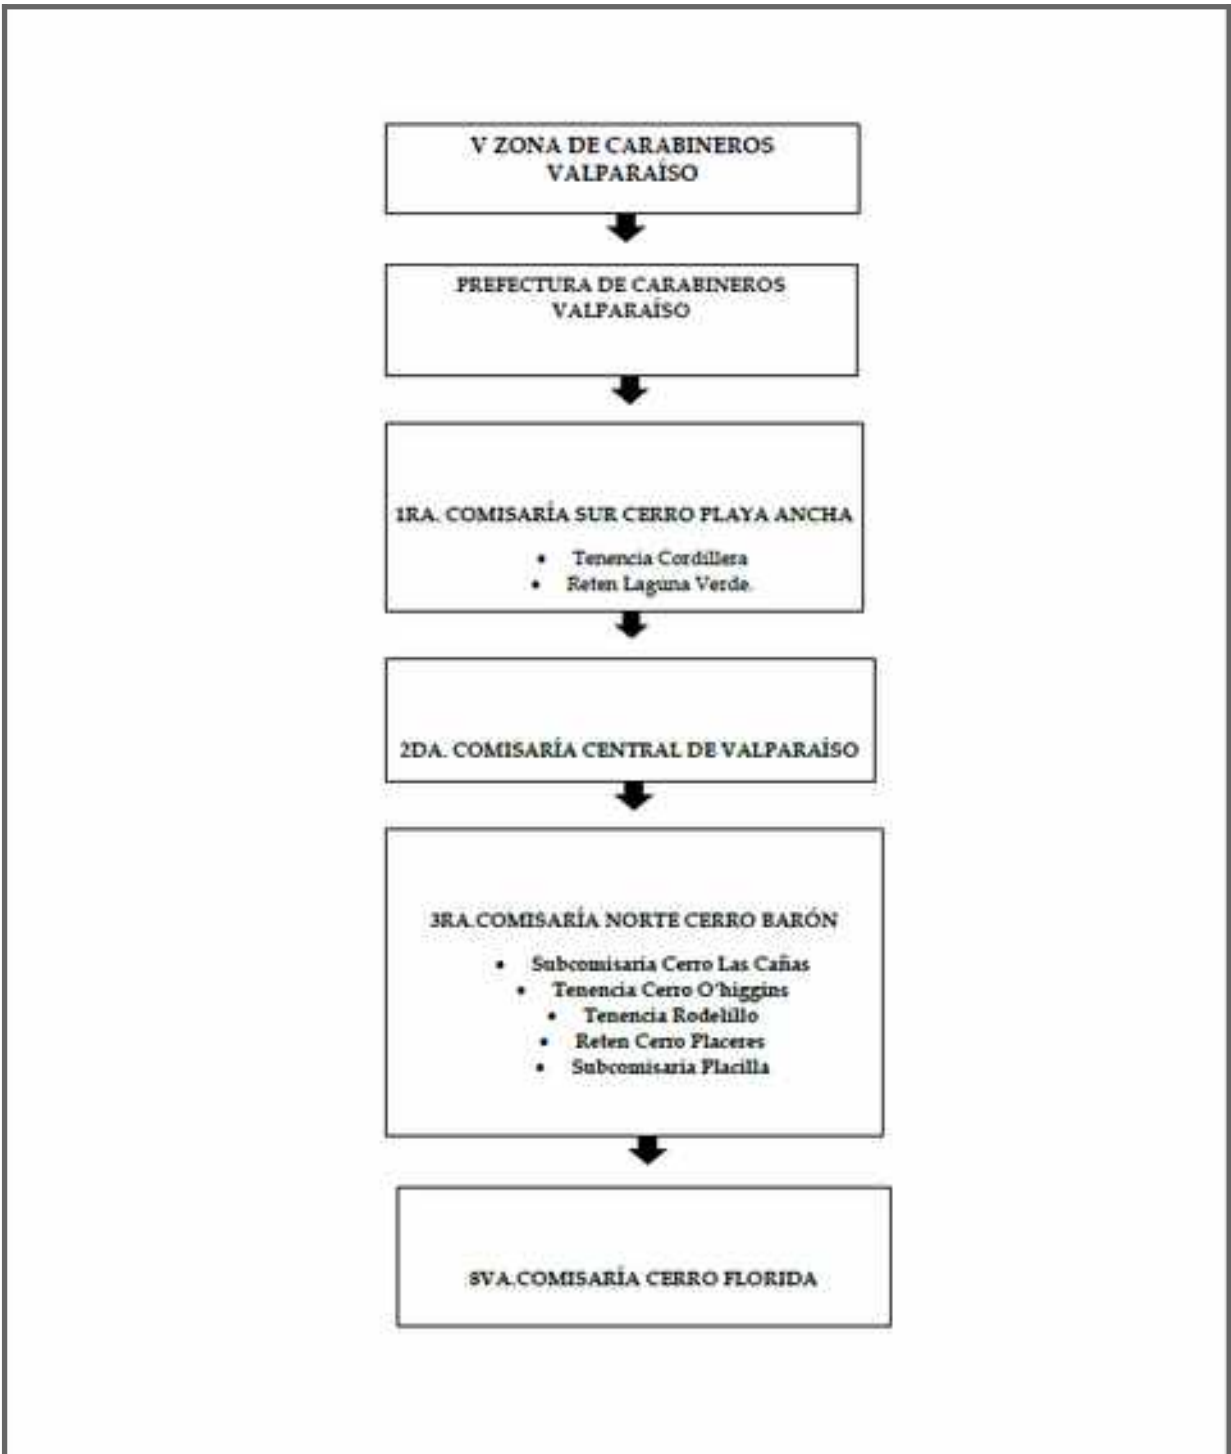 V ZONA DE CARABINEROS
VALPARAÍSO
PREFECTURA DE CARABINEROS
VALPARAÍSO
1RA. COMISARÍA SUR CERRO PLAYA ANCHA
• Tenencia Cordillera
• Reten Laguna Verde.
2DA. COMISARÍA CENTRAL DE VALPARAÍSO
3RA.COMISARÍA NORTE CERRO BARÓN
• Subcomisaria Cerro Las Cañas
• Tenencia Cerro O'higgins
• Tenencia Rodelillo
• Reten Cerro Placeres
• Subcomisaria Placilla
8VA.COMISARÍA CERRO FLORIDA